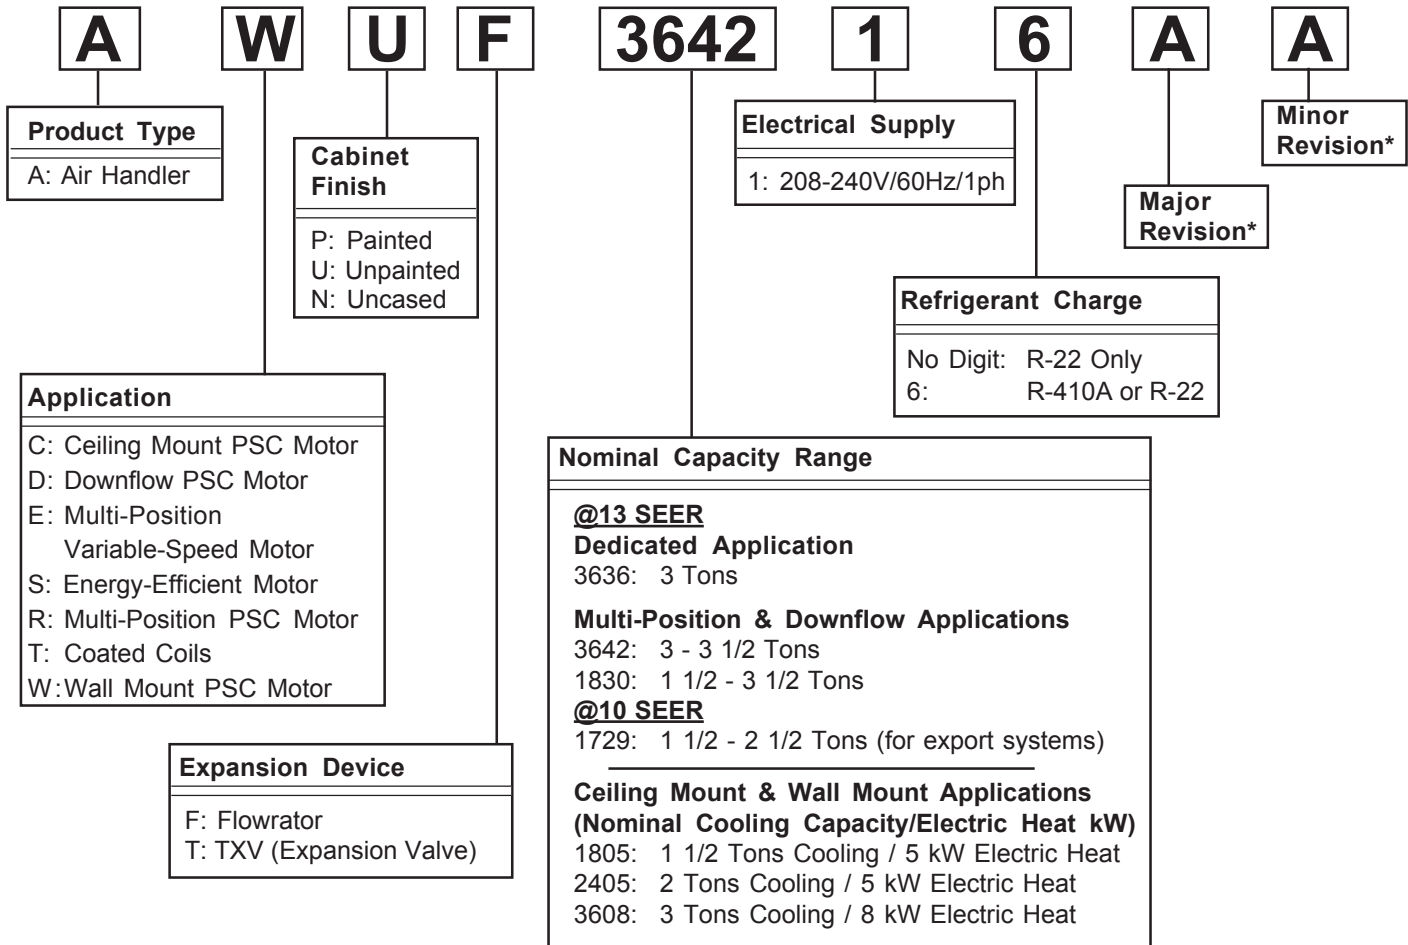 A W U F 3642 1 6 A A
Product Type
A: Air Handler
Cabinet
Finish
P: Painted
U: Unpainted
N: Uncased
Electrical Supply
1: 208-240V/60Hz/1ph
Minor
Revision*
Major
Revision*
Refrigerant Charge
No Digit: R-22 Only
6: R-410A or R-22
Application
C: Ceiling Mount PSC Motor
D: Downflow PSC Motor
E: Multi-Position
Variable-Speed Motor
S: Energy-Efficient Motor
R: Multi-Position PSC Motor
T: Coated Coils
W:Wall Mount PSC Motor
Expansion Device
F: Flowrator
T: TXV (Expansion Valve)
Nominal Capacity Range
@13 SEER
Dedicated Application
3636: 3 Tons
Multi-Position & Downflow Applications
3642: 3 - 3 1/2 Tons
1830: 1 1/2 - 3 1/2 Tons
@10 SEER
1729: 1 1/2 - 2 1/2 Tons (for export systems)
Ceiling Mount & Wall Mount Applications
(Nominal Cooling Capacity/Electric Heat kW)
1805: 1 1/2 Tons Cooling / 5 kW Electric Heat
2405: 2 Tons Cooling / 5 kW Electric Heat
3608: 3 Tons Cooling / 8 kW Electric Heat